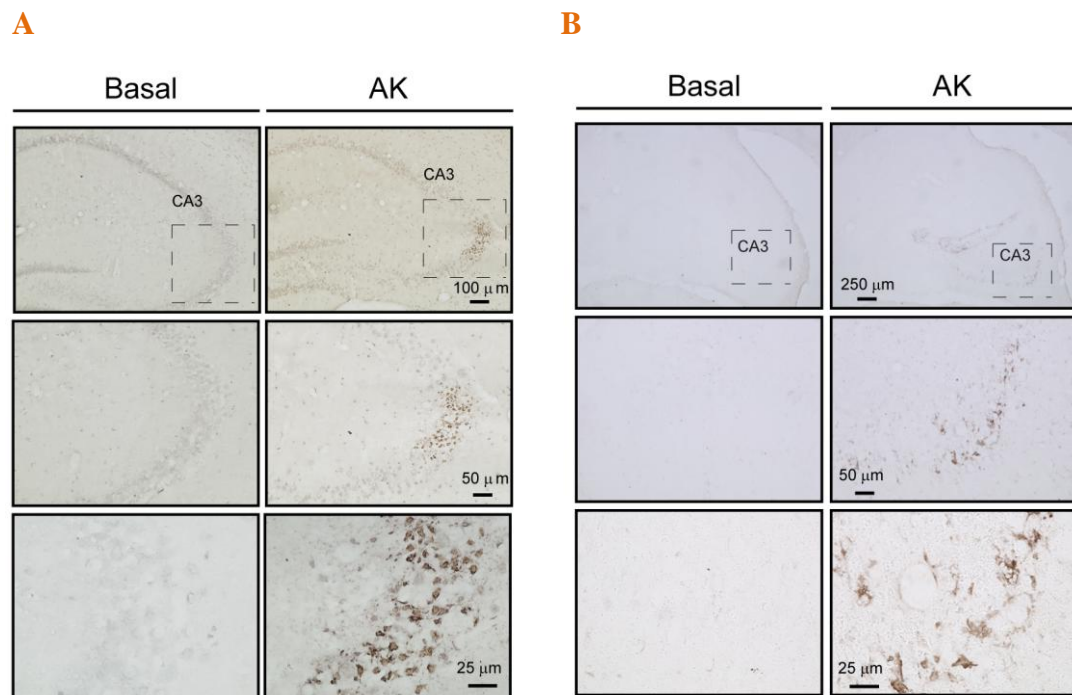 A
B
Basal
AK
Basal
AK
CA3
CA3
100 μm
CA3
CA3
250 μm
50 μm
50 μm
25 μm
25 μm